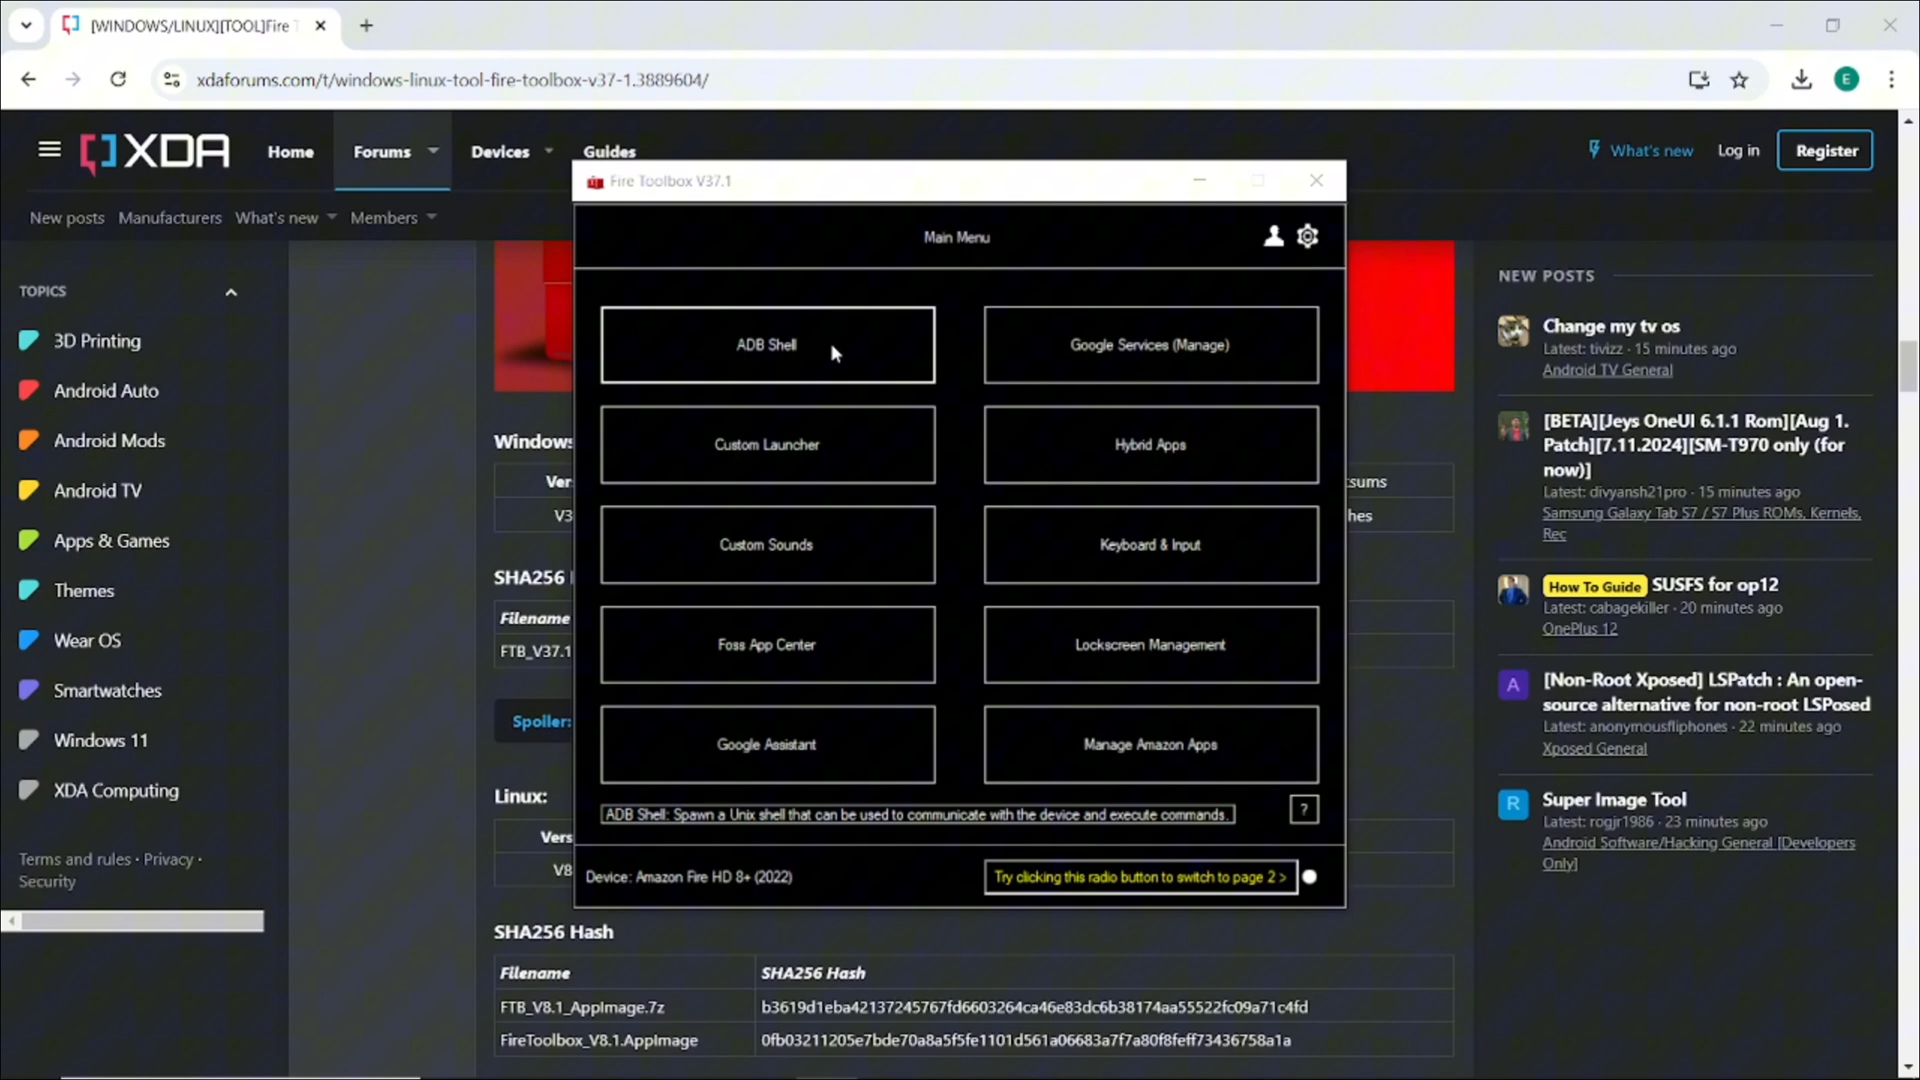 [WINDOWS/LINUX][TOOL]Fire T
xdaforums.com/t/windows-linux-tool-fire-toolbox-v37-1.3889604/
E
XDA
Home
Forums
Devices
Guides
What's new
Log in
Register
New posts
Manufacturers
What's new
Members
TOPICS
3D Printing
Android Auto
Android Mods
Android TV
Apps & Games
Themes
Wear OS
Smartwatches
Windows 11
XDA Computing
Terms and rules · Privacy ·
Security
Windows
Ver
sums
V3
hes
SHA256
Filename
FTB_V37.1
Spoiler:
Linux:
Vers
V8
SHA256 Hash
Filename
SHA256 Hash
FTB_V8.1_AppImage.7z
b3619d1eba42137245767fd6603264ca46e83dc6b38174aa55522fc09a71c4fd
FireToolbox_V8.1.AppImage
0fb03211205e7bde70a8a5f5fe1101d561a06683a7f7a80f8feff73436758a1a
Fire Toolbox V37.1
Main Menu
ADB Shell
Google Services (Manage)
Custom Launcher
Hybrid Apps
Custom Sounds
Keyboard & Input
Foss App Center
Lockscreen Management
Google Assistant
Manage Amazon Apps
ADB Shell: Spawn a Unix shell that can be used to communicate with the device and execute commands.
?
Device: Amazon Fire HD 8+ (2022)
Try clicking this radio button to switch to page 2 >
NEW POSTS
Change my tv os
Latest: tivizz · 15 minutes ago
Android TV General
[BETA][Jeys OneUI 6.1.1 Rom][Aug 1.
Patch][7.11.2024][SM-T970 only (for
now)]
Latest: divyansh21pro · 15 minutes ago
Samsung Galaxy Tab S7 / S7 Plus ROMs, Kernels,
Rec
How To Guide SUSFS for op12
Latest: cabagekiller · 20 minutes ago
OnePlus 12
A
[Non-Root Xposed] LSPatch : An open-
source alternative for non-root LSPosed
Latest: anonymousfliphones · 22 minutes ago
Xposed General
R
Super Image Tool
Latest: rogjr1986 · 23 minutes ago
Android Software/Hacking General [Developers
Only]